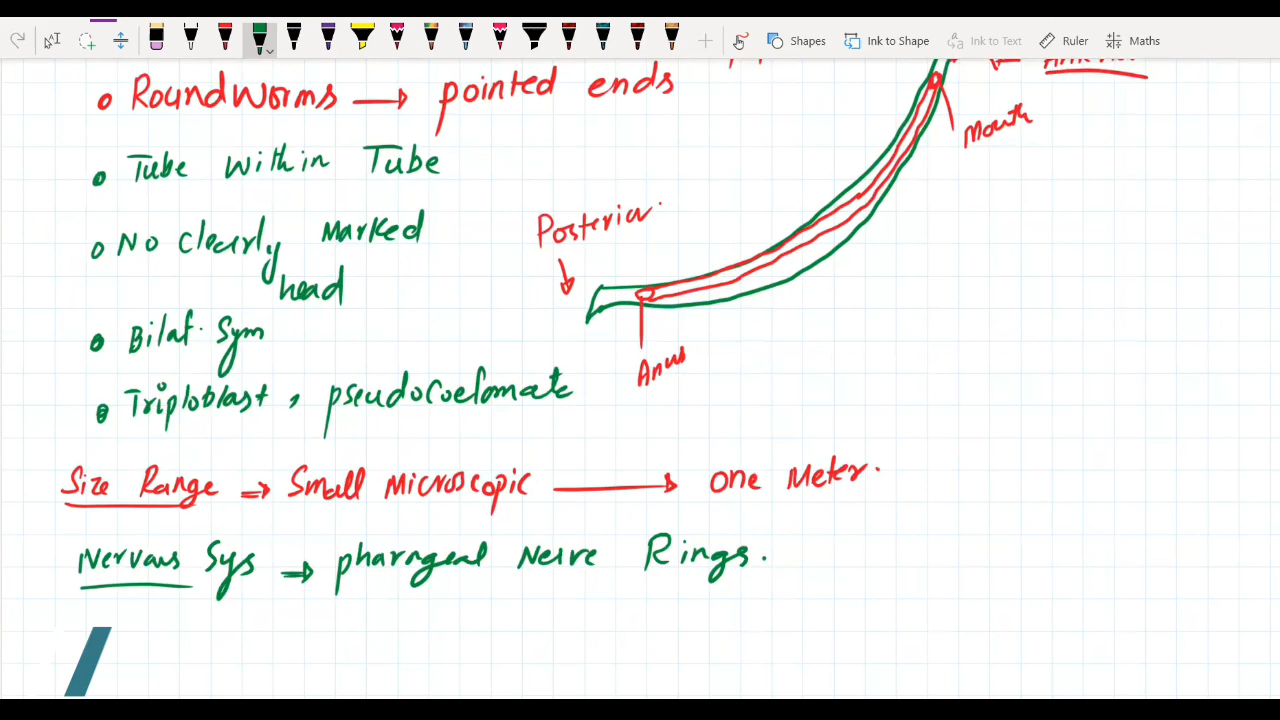 Ink to Shape
Shapes
Ink to Text
Ruler
Maths
Roundworms → pointed ends
Mouth
Tube Within Tube
Posterior
No Clearly Marked
head
Bilat. Sym
Anus
Triploblast, pseudocoelomate
Size Range ⇒ Small Microscopic → One Meter.
Nervous Sys ⇒ pharngeal Nerve Rings.